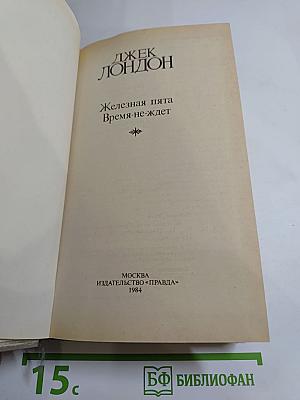 ДЖЕК
ЛОНДОН
Железная пята
Время-не-ждет
МОСКВА
ИЗДАТЕЛЬСТВО «ПРАВДА»
1984
15с
БФ БИБЛИОФАН